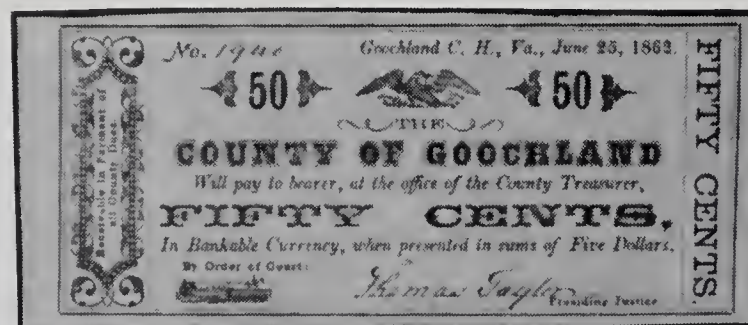 No. 1940 Goochland C. H., Va., June 25, 1862.
50 50
THE
COUNTY OF GOOCHLAND
Will pay to bearer, at the office of the County Treasurer,
FIFTY CENTS,
In Bankable Currency, when presented in sums of Five Dollars.
By Order of Court:
Thomas Taylor
Presiding Justice
Receivable in Payment of
all County Dues.
FIFTY CENTS.